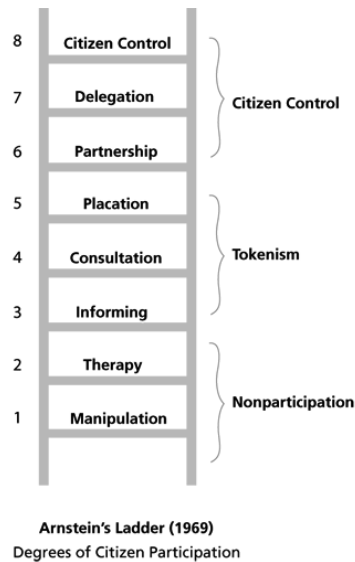 8 Citizen Control
7 Delegation
Citizen Control
6 Partnership
5 Placation
4 Consultation
Tokenism
3 Informing
2 Therapy
Nonparticipation
1 Manipulation
Arnstein's Ladder (1969)
Degrees of Citizen Participation